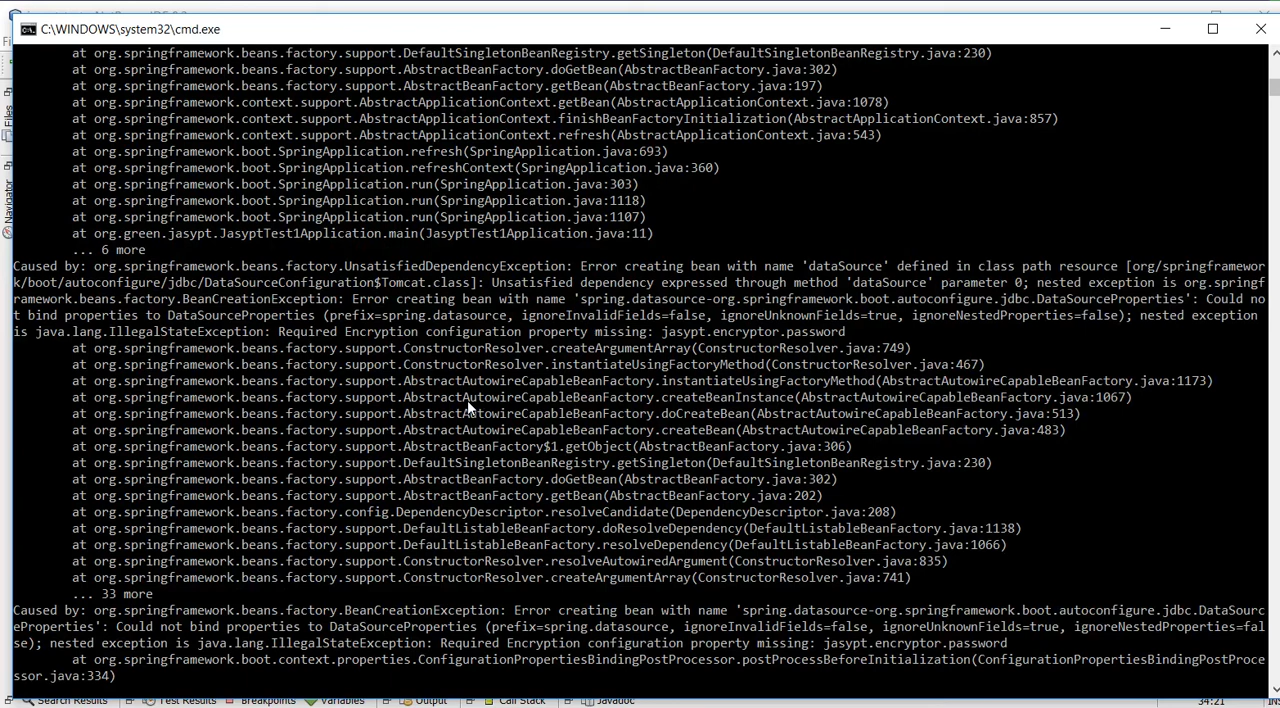 C:\WINDOWS\system32\cmd.exe
at org.springframework.beans.factory.support.DefaultSingletonBeanRegistry.getSingleton(DefaultSingletonBeanRegistry.java:230)
at org.springframework.beans.factory.support.AbstractBeanFactory.doGetBean(AbstractBeanFactory.java:302)
at org.springframework.beans.factory.support.AbstractBeanFactory.getBean(AbstractBeanFactory.java:197)
at org.springframework.context.support.AbstractApplicationContext.getBean(AbstractApplicationContext.java:1078)
at org.springframework.context.support.AbstractApplicationContext.finishBeanFactoryInitialization(AbstractApplicationContext.java:857)
at org.springframework.context.support.AbstractApplicationContext.refresh(AbstractApplicationContext.java:543)
at org.springframework.boot.SpringApplication.refresh(SpringApplication.java:693)
at org.springframework.boot.SpringApplication.refreshContext(SpringApplication.java:360)
at org.springframework.boot.SpringApplication.run(SpringApplication.java:303)
at org.springframework.boot.SpringApplication.run(SpringApplication.java:1118)
at org.springframework.boot.SpringApplication.run(SpringApplication.java:1107)
at org.green.jasypt.JasyptTest1Application.main(JasyptTest1Application.java:11)
... 6 more
Caused by: org.springframework.beans.factory.UnsatisfiedDependencyException: Error creating bean with name 'dataSource' defined in class path resource [org/springframewor
k/boot/autoconfigure/jdbc/DataSourceConfiguration$Tomcat.class]: Unsatisfied dependency expressed through method 'dataSource' parameter 0; nested exception is org.springf
ramework.beans.factory.BeanCreationException: Error creating bean with name 'spring.datasource-org.springframework.boot.autoconfigure.jdbc.DataSourceProperties': Could no
t bind properties to DataSourceProperties (prefix=spring.datasource, ignoreInvalidFields=false, ignoreUnknownFields=true, ignoreNestedProperties=false); nested exception
is java.lang.IllegalStateException: Required Encryption configuration property missing: jasypt.encryptor.password
at org.springframework.beans.factory.support.ConstructorResolver.createArgumentArray(ConstructorResolver.java:749)
at org.springframework.beans.factory.support.ConstructorResolver.instantiateUsingFactoryMethod(ConstructorResolver.java:467)
at org.springframework.beans.factory.support.AbstractAutowireCapableBeanFactory.instantiateUsingFactoryMethod(AbstractAutowireCapableBeanFactory.java:1173)
at org.springframework.beans.factory.support.AbstractAutowireCapableBeanFactory.createBeanInstance(AbstractAutowireCapableBeanFactory.java:1067)
at org.springframework.beans.factory.support.AbstractAutowireCapableBeanFactory.doCreateBean(AbstractAutowireCapableBeanFactory.java:513)
at org.springframework.beans.factory.support.AbstractAutowireCapableBeanFactory.createBean(AbstractAutowireCapableBeanFactory.java:483)
at org.springframework.beans.factory.support.AbstractBeanFactory$1.getObject(AbstractBeanFactory.java:306)
at org.springframework.beans.factory.support.DefaultSingletonBeanRegistry.getSingleton(DefaultSingletonBeanRegistry.java:230)
at org.springframework.beans.factory.support.AbstractBeanFactory.doGetBean(AbstractBeanFactory.java:302)
at org.springframework.beans.factory.support.AbstractBeanFactory.getBean(AbstractBeanFactory.java:202)
at org.springframework.beans.factory.config.DependencyDescriptor.resolveCandidate(DependencyDescriptor.java:208)
at org.springframework.beans.factory.support.DefaultListableBeanFactory.doResolveDependency(DefaultListableBeanFactory.java:1138)
at org.springframework.beans.factory.support.DefaultListableBeanFactory.resolveDependency(DefaultListableBeanFactory.java:1066)
at org.springframework.beans.factory.support.ConstructorResolver.resolveAutowiredArgument(ConstructorResolver.java:835)
at org.springframework.beans.factory.support.ConstructorResolver.createArgumentArray(ConstructorResolver.java:741)
... 33 more
Caused by: org.springframework.beans.factory.BeanCreationException: Error creating bean with name 'spring.datasource-org.springframework.boot.autoconfigure.jdbc.DataSourc
eProperties': Could not bind properties to DataSourceProperties (prefix=spring.datasource, ignoreInvalidFields=false, ignoreUnknownFields=true, ignoreNestedProperties=fal
se); nested exception is java.lang.IllegalStateException: Required Encryption configuration property missing: jasypt.encryptor.password
at org.springframework.boot.context.properties.ConfigurationPropertiesBindingPostProcessor.postProcessBeforeInitialization(ConfigurationPropertiesBindingPostProce
ssor.java:334)
Files
Navigator
Search Results Test Results Breakpoints Variables Output Call Stack Javadoc 34:21